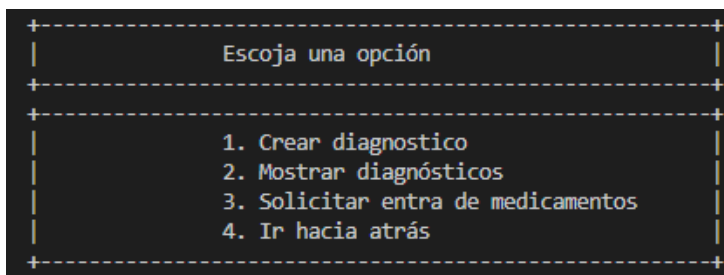 Escoja una opción
1. Crear diagnostico
2. Mostrar diagnósticos
3. Solicitar entra de medicamentos
4. Ir hacia atrás